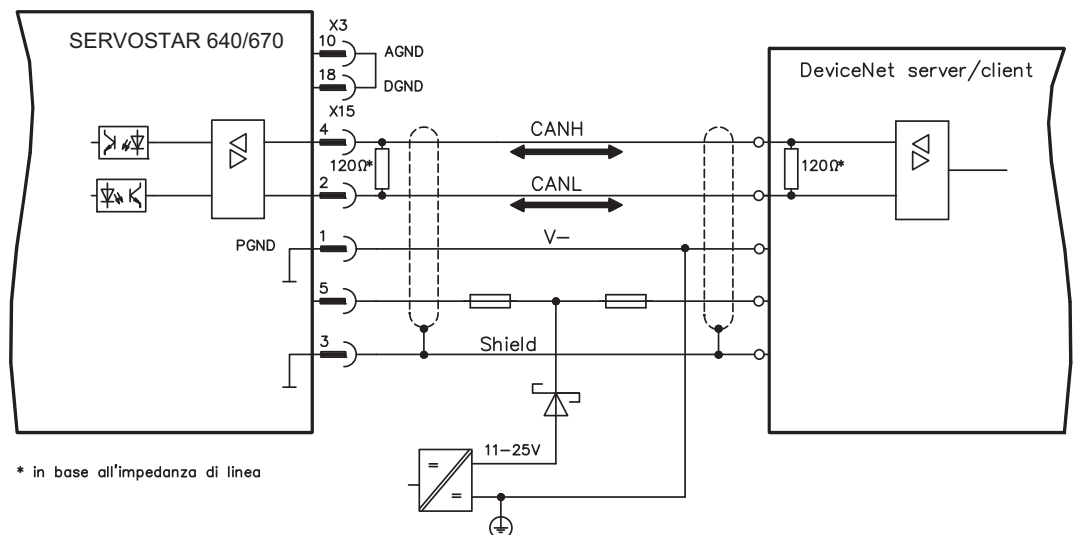 SERVOSTAR 640/670
X3
10
AGND
18
DGND
X15
4
120Ω*
2
PGND
1
5
3
CANH
CANL
V–
Shield
11–25V
DeviceNet server/client
120Ω*
* in base all'impedanza di linea